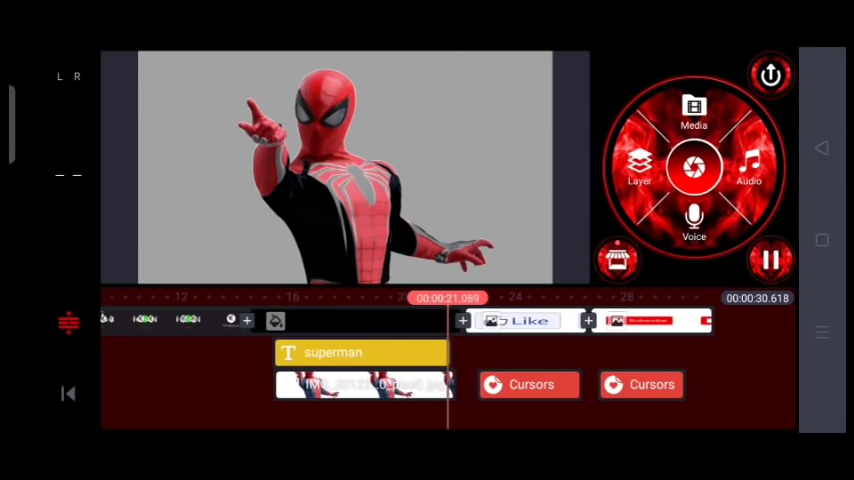 L R
Media
Layer
Audio
Voice
12
16
00:00:21.069
24
28
00:00:30.618
Like
superman
Cursors
Cursors